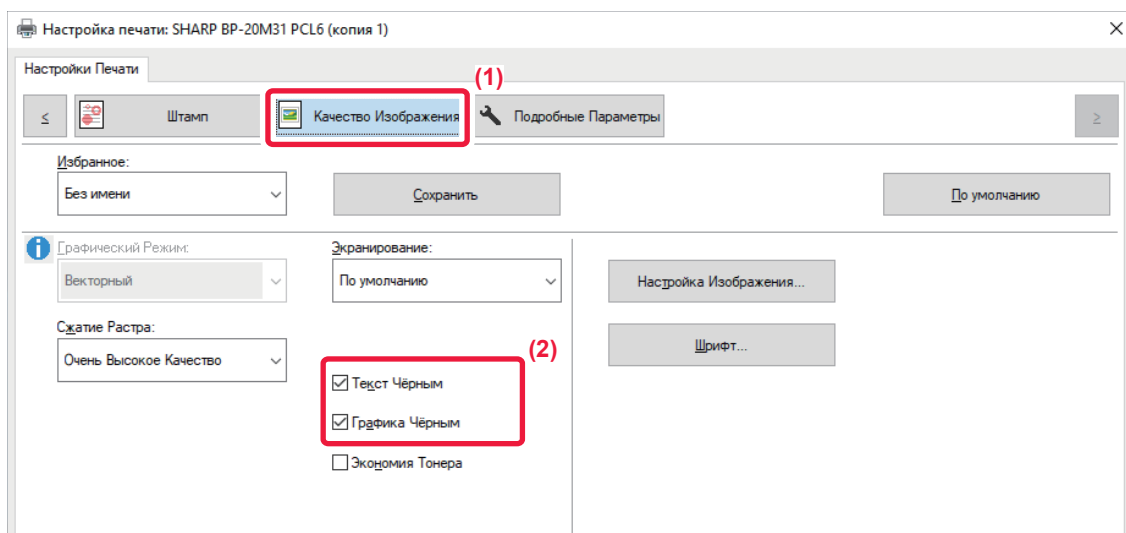 Настройка печати: SHARP BP-20M31 PCL6 (копия 1)
Настройки Печати
(1)
≤ Штамп Качество Изображения Подробные Параметры ≥
Избранное:
Без имени Сохранить По умолчанию
Графический Режим: Экранирование:
Векторный По умолчанию Настройка Изображения...
Сжатие Растра:
Очень Высокое Качество Шрифт...
(2)
Текст Чёрным
Графика Чёрным
Экономия Тонера